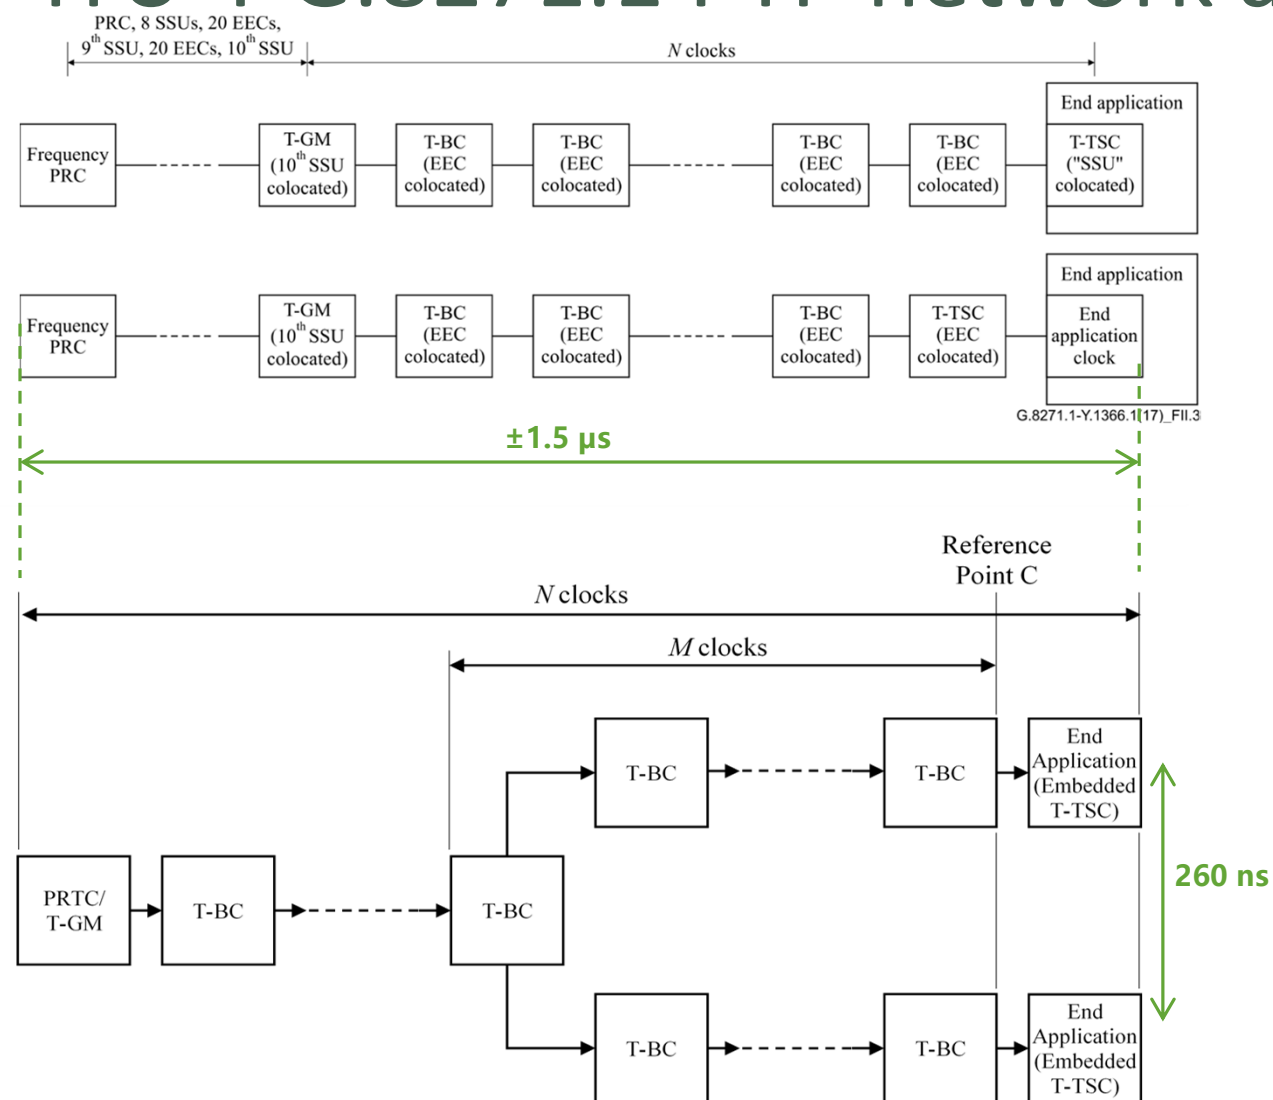 G.8271.1
network
PRC, 8 SSUs, 20 EECs,
9th SSU, 20 EECs, 10th SSU
N clocks
End application
Frequency
PRC
T-GM
(10th SSU
colocated)
T-BC
(EEC
colocated)
T-BC
(EEC
colocated)
T-BC
(EEC
colocated)
T-BC
(EEC
colocated)
T-TSC
("SSU"
colocated)
End application
Frequency
PRC
T-GM
(10th SSU
colocated)
T-BC
(EEC
colocated)
T-BC
(EEC
colocated)
T-BC
(EEC
colocated)
T-TSC
(EEC
colocated)
End
application
clock
G.8271.1-Y.1366.1(17)_FII.3
±1.5 µs
Reference
Point C
N clocks
M clocks
T-BC
T-BC
End
Application
(Embedded
T-TSC)
260 ns
PRTC/
T-GM
T-BC
T-BC
T-BC
T-BC
End
Application
(Embedded
T-TSC)